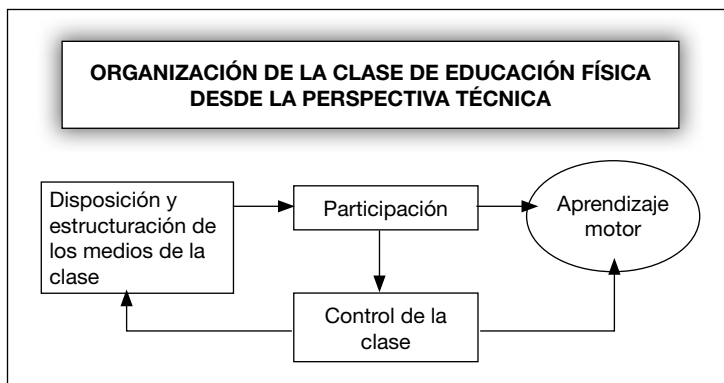 ORGANIZACIÓN DE LA CLASE DE EDUCACIÓN FÍSICA
DESDE LA PERSPECTIVA TÉCNICA
Disposición y
estructuración de
los medios de la
clase
Participación
Aprendizaje
motor
Control de la
clase